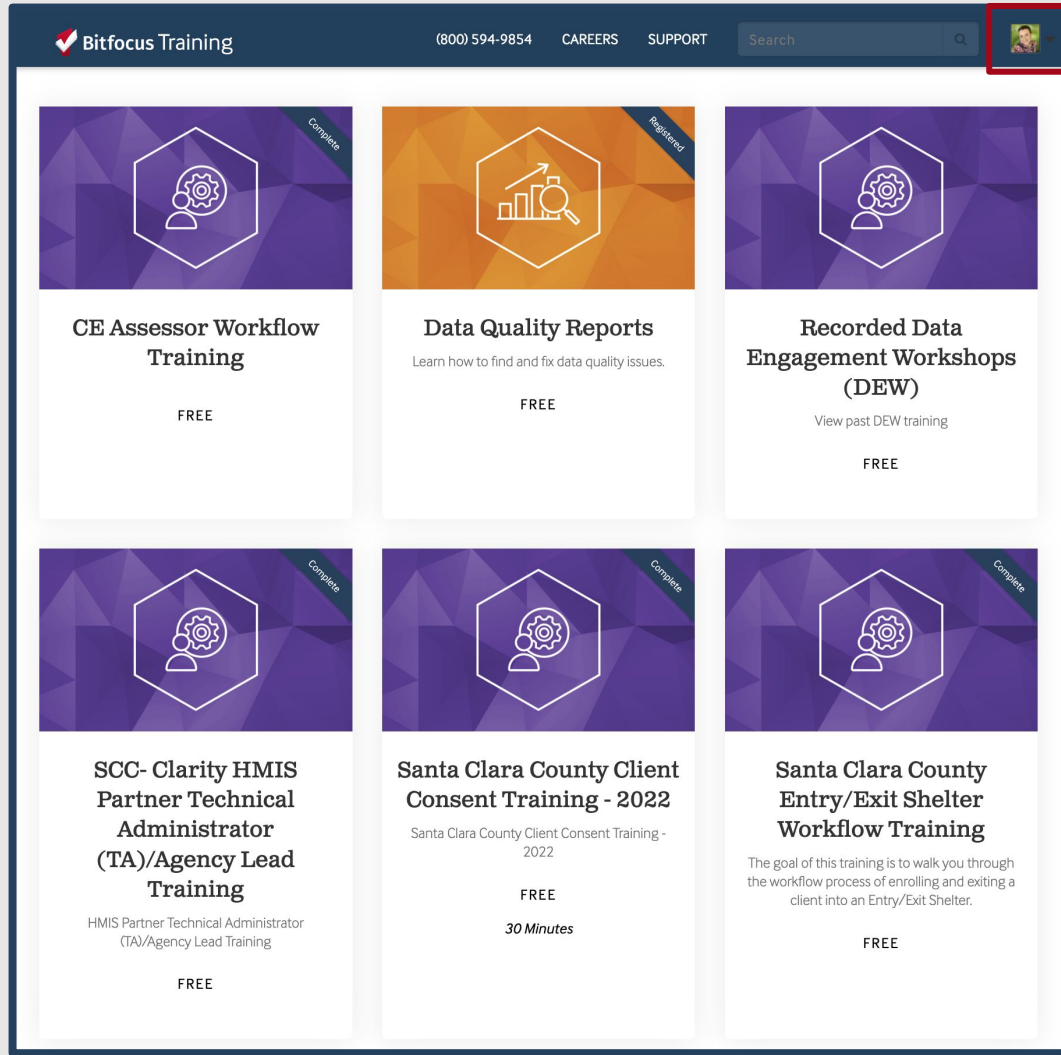 Bitfocus Training
(800) 594-9854 CAREERS SUPPORT Search
Complete
CE Assessor Workflow
Training
FREE
Registered
Data Quality Reports
Learn how to find and fix data quality issues.
FREE
Recorded Data
Engagement Workshops
(DEW)
View past DEW training
FREE
Complete
SCC- Clarity HMIS
Partner Technical
Administrator
(TA)/Agency Lead
Training
HMIS Partner Technical Administrator
(TA)/Agency Lead Training
FREE
Complete
Santa Clara County Client
Consent Training - 2022
Santa Clara County Client Consent Training -
2022
FREE
30 Minutes
Complete
Santa Clara County
Entry/Exit Shelter
Workflow Training
The goal of this training is to walk you through
the workflow process of enrolling and exiting a
client into an Entry/Exit Shelter.
FREE